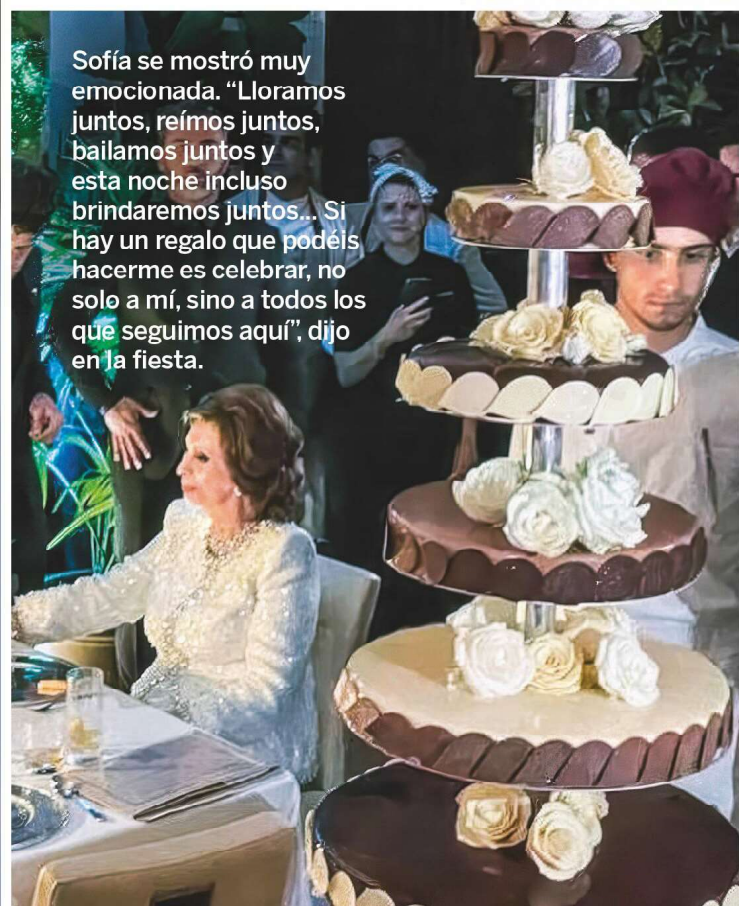 Sofía se mostró muy
emocionada. “Lloramos
juntos, reímos juntos,
bailamos juntos y
esta noche incluso
brindaremos juntos... Si
hay un regalo que podéis
hacerme es celebrar, no
solo a mí, sino a todos los
que seguimos aquí”, dijo
en la fiesta.